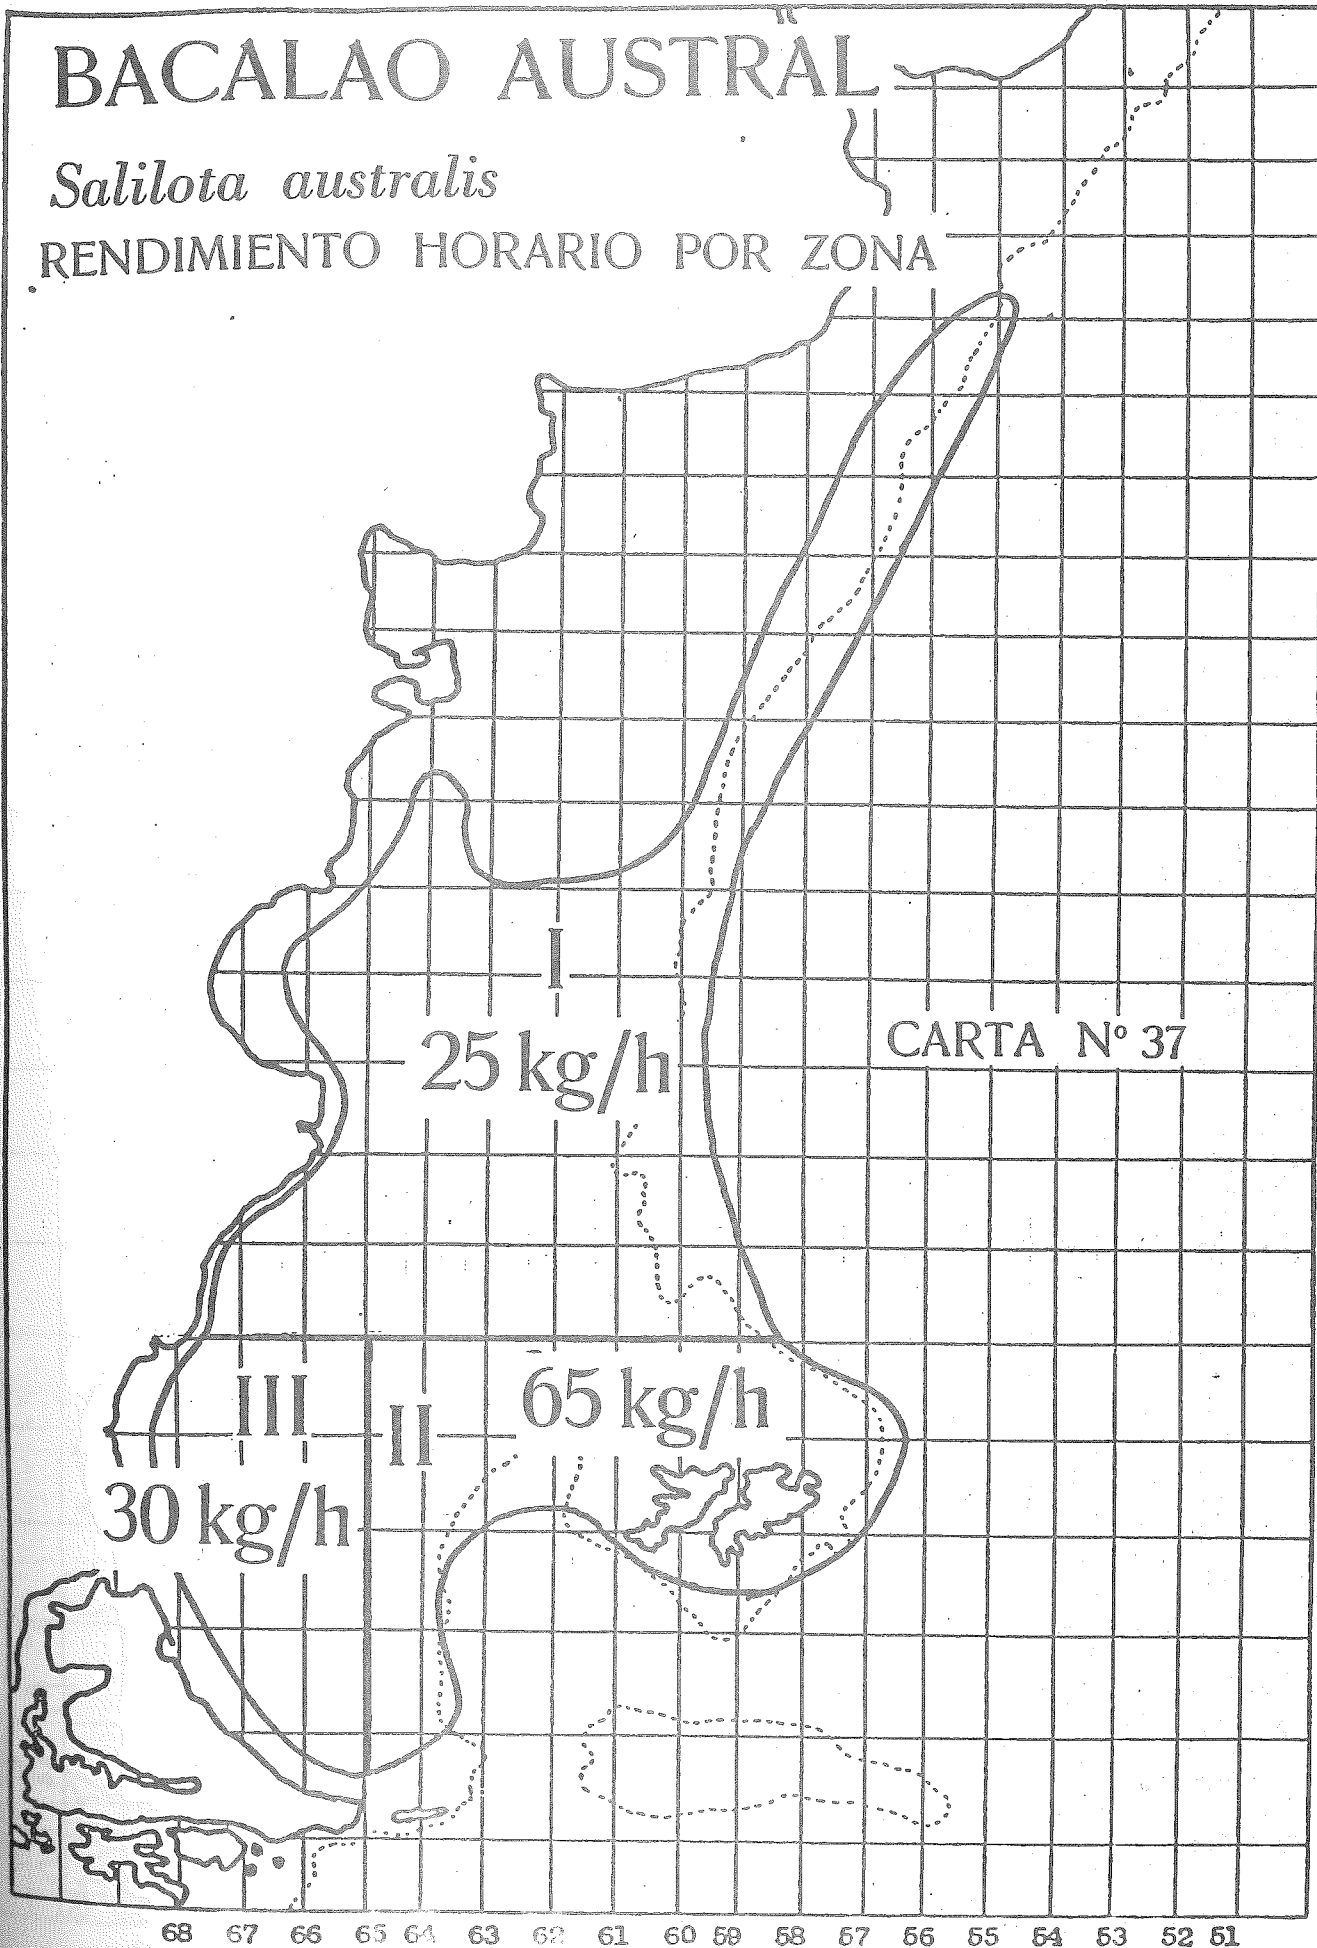 BACALAO AUSTRAL
Salilota australis
RENDIMIENTO HORARIO POR ZONA
I
25 kg/h
CARTA Nº 37
III
II
65 kg/h
30 kg/h
68 67 66 65 64 63 62 61 60 59 58 57 56 55 54 53 52 51